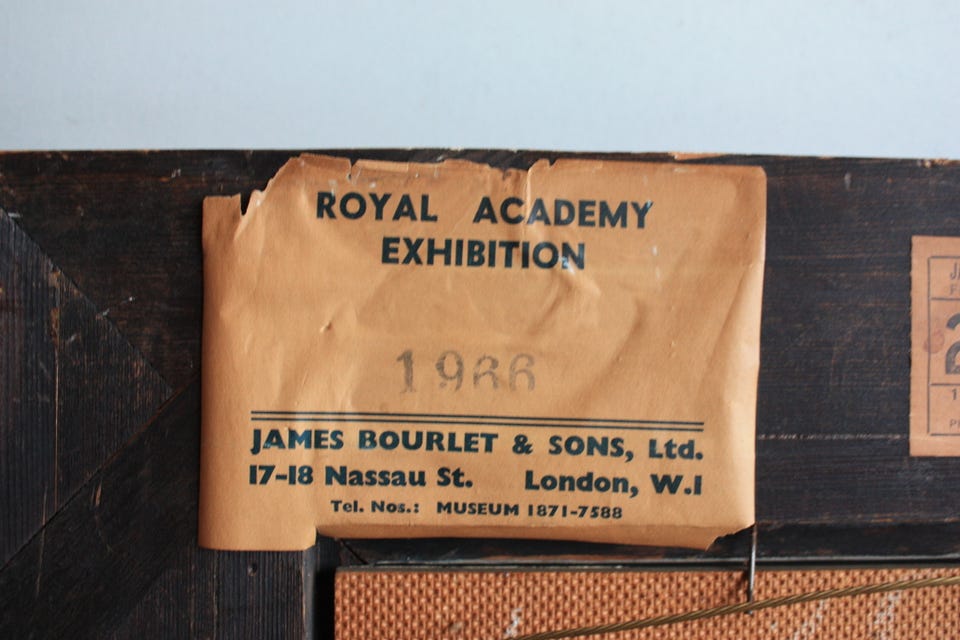 ROYAL ACADEMY
EXHIBITION
1966
JAMES BOURLET & SONS, Ltd.
17-18 Nassau St. London, W.1
Tel. Nos.: MUSEUM 1871-7588